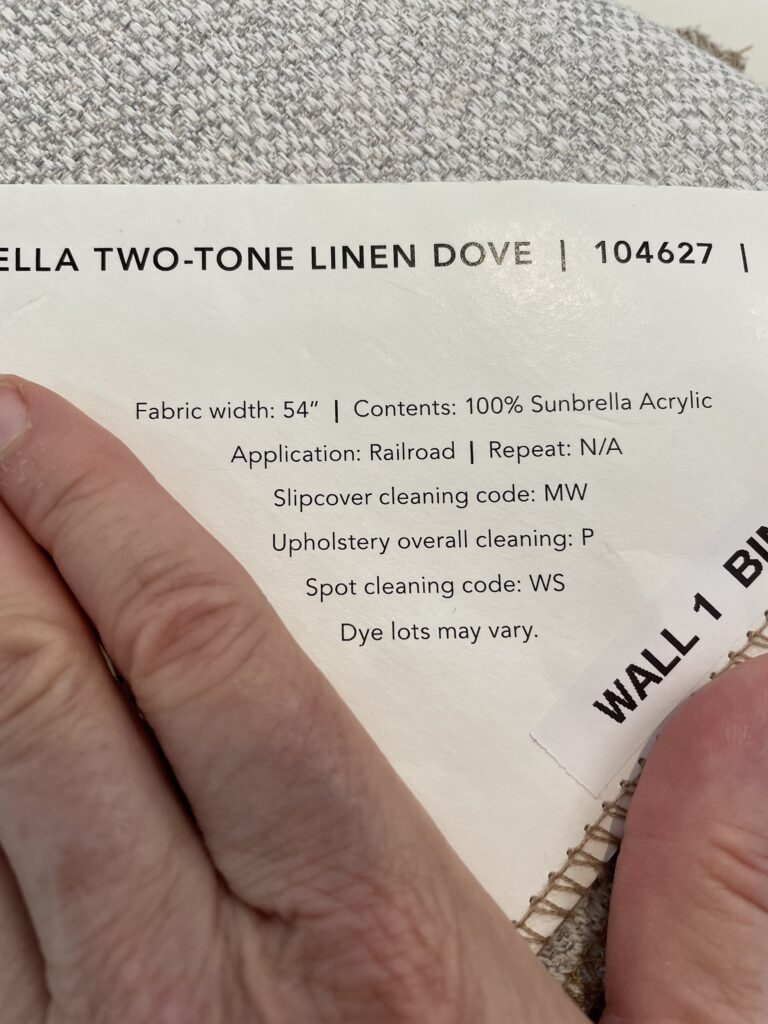 ELLA TWO-TONE LINEN DOVE | 104627 |
Fabric width: 54” | Contents: 100% Sunbrella Acrylic
Application: Railroad | Repeat: N/A
Slipcover cleaning code: MW
Upholstery overall cleaning: P
Spot cleaning code: WS
Dye lots may vary.
WALL 1 BIN